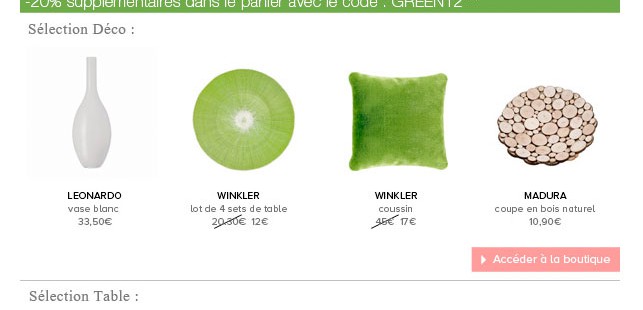 -20% supplémentaires dans le panier avec le code : GREEN12
Sélection Déco :
LEONARDO
vase blanc
33,50€
WINKLER
lot de 4 sets de table
20,30€ 12€
WINKLER
coussin
45€ 17€
MADURA
coupe en bois naturel
10,90€
Accéder à la boutique
Sélection Table :